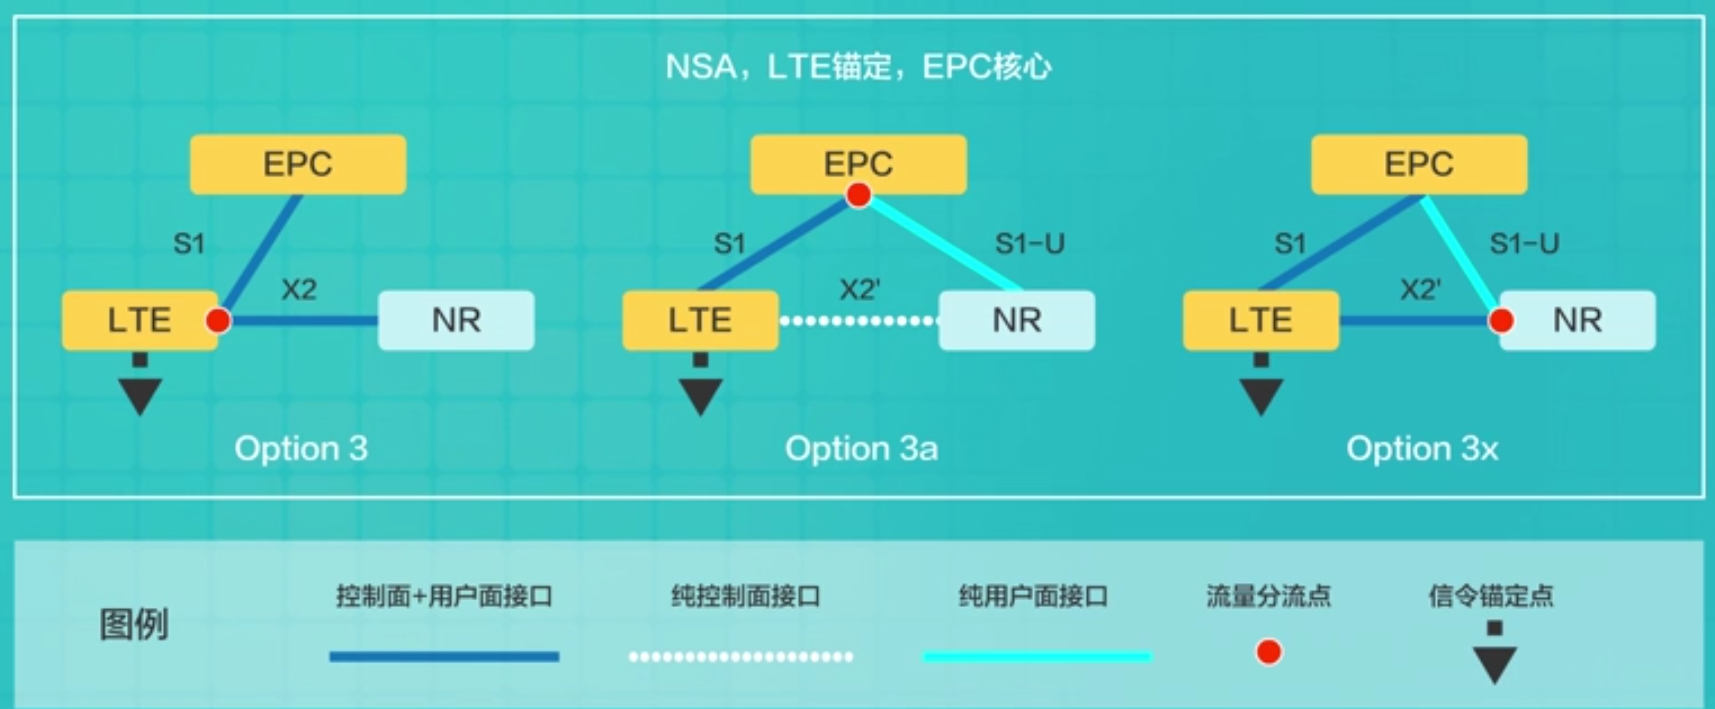 NSA，LTE锚定，EPC核心
EPC
S1
X2
LTE
NR
Option 3
EPC
S1
S1-U
X2'
LTE
NR
Option 3a
EPC
S1
S1-U
X2'
LTE
NR
Option 3x
图例
控制面+用户面接口
纯控制面接口
纯用户面接口
流量分流点
信令锚定点